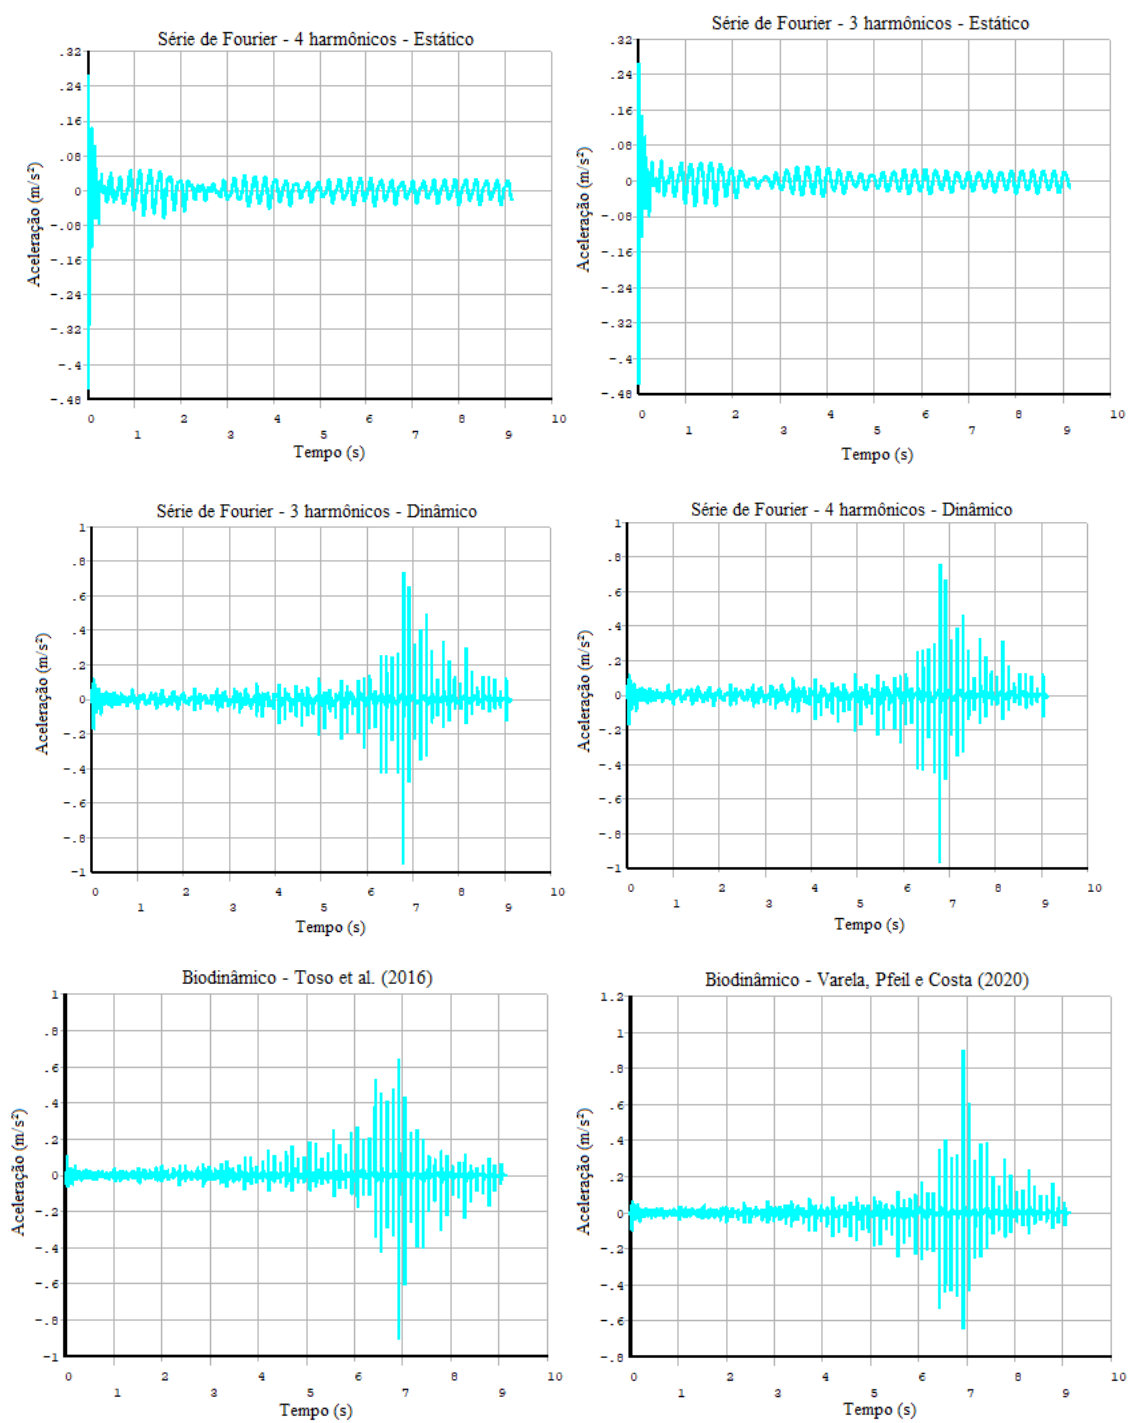 Série de Fourier - 4 harmônicos - Estático
.32
.24
.16
.08
0
-.08
-.16
-.24
-.32
-.4
-.48
Aceleração (m/s²)
0 1 2 3 4 5 6 7 8 9 10
Tempo (s)
Série de Fourier - 3 harmônicos - Estático
.32
.24
.16
.08
0
-.08
-.16
-.24
-.32
-.4
-.48
Aceleração (m/s²)
0 1 2 3 4 5 6 7 8 9 10
Tempo (s)
Série de Fourier - 3 harmônicos - Dinâmico
1
.8
.6
.4
.2
0
-.2
-.4
-.6
-.8
-1
Aceleração (m/s²)
0 1 2 3 4 5 6 7 8 9 10
Tempo (s)
Série de Fourier - 4 harmônicos - Dinâmico
1
.8
.6
.4
.2
0
-.2
-.4
-.6
-.8
-1
Aceleração (m/s²)
0 1 2 3 4 5 6 7 8 9 10
Tempo (s)
Biodinâmico - Toso et al. (2016)
1
.8
.6
.4
.2
0
-.2
-.4
-.6
-.8
-1
Aceleração (m/s²)
0 1 2 3 4 5 6 7 8 9 10
Tempo (s)
Biodinâmico - Varela, Pfeil e Costa (2020)
1.2
1
.8
.6
.4
.2
0
-.2
-.4
-.6
-.8
Aceleração (m/s²)
0 1 2 3 4 5 6 7 8 9 10
Tempo (s)